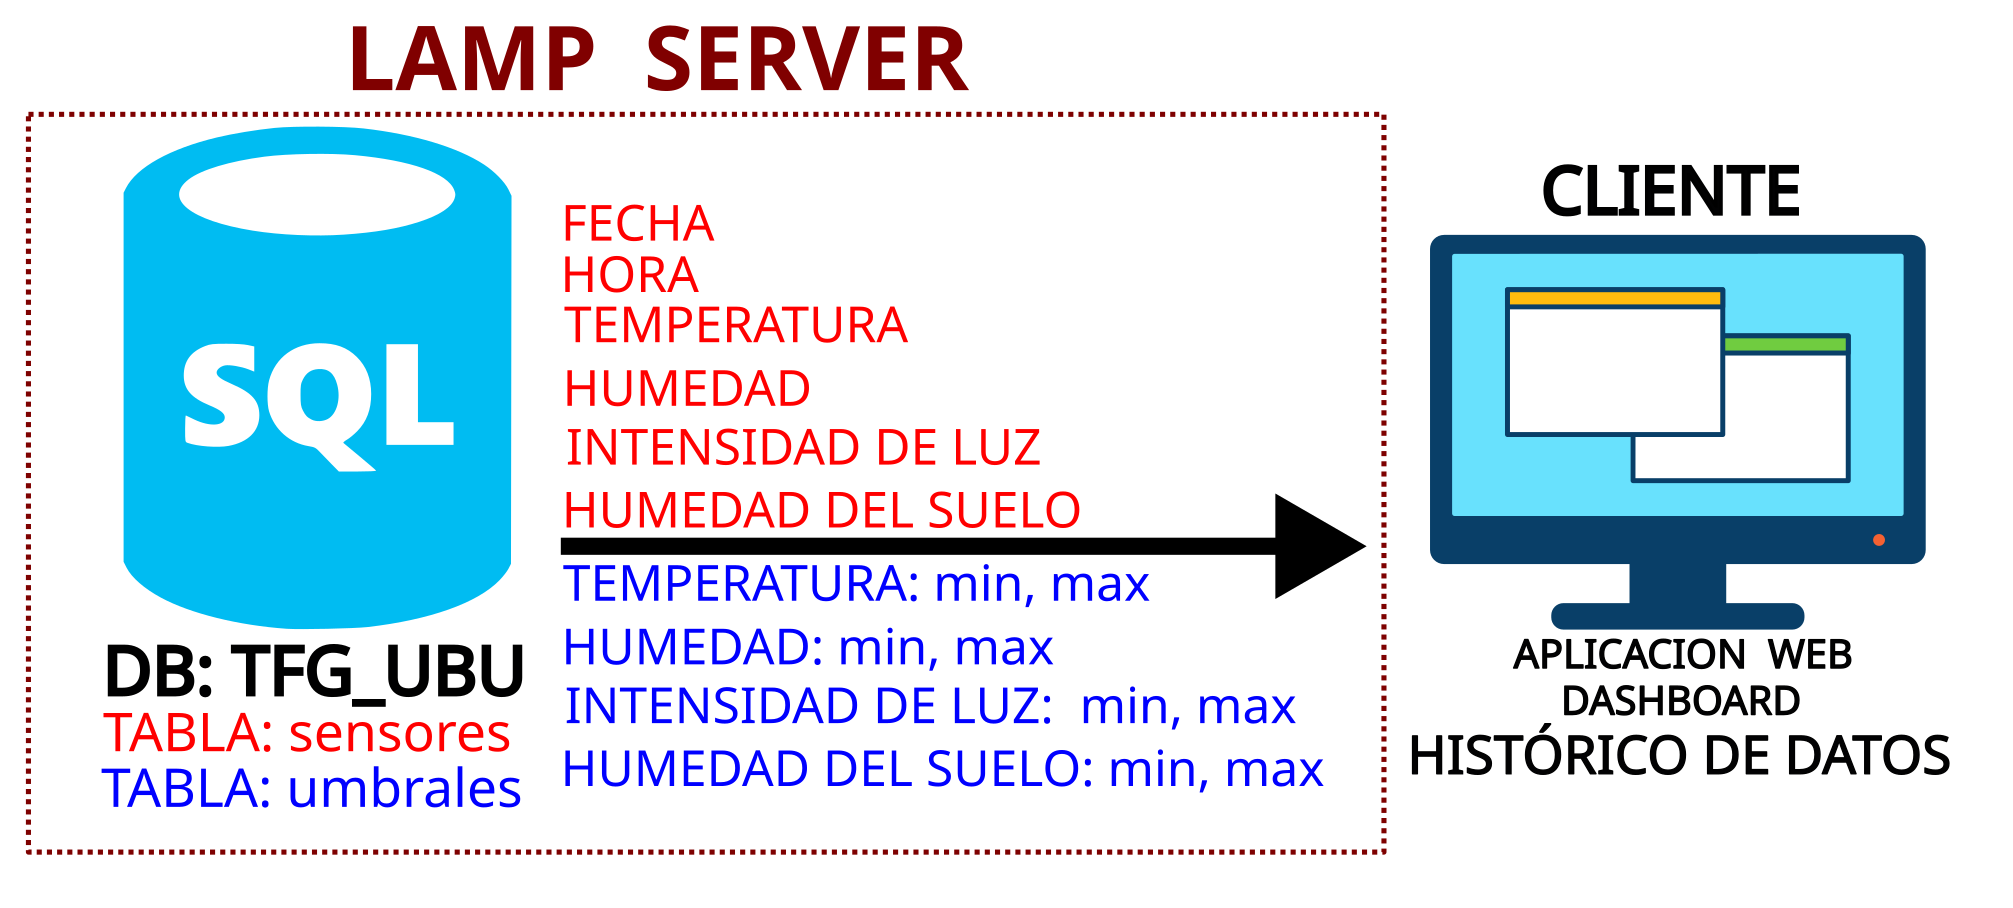 LAMP SERVER
SQL
DB: TFG_UBU
TABLA: sensores
TABLA: umbrales
FECHA
HORA
TEMPERATURA
HUMEDAD
INTENSIDAD DE LUZ
HUMEDAD DEL SUELO
TEMPERATURA: min, max
HUMEDAD: min, max
INTENSIDAD DE LUZ: min, max
HUMEDAD DEL SUELO: min, max
CLIENTE
APLICACION WEB
DASHBOARD
HISTÓRICO DE DATOS